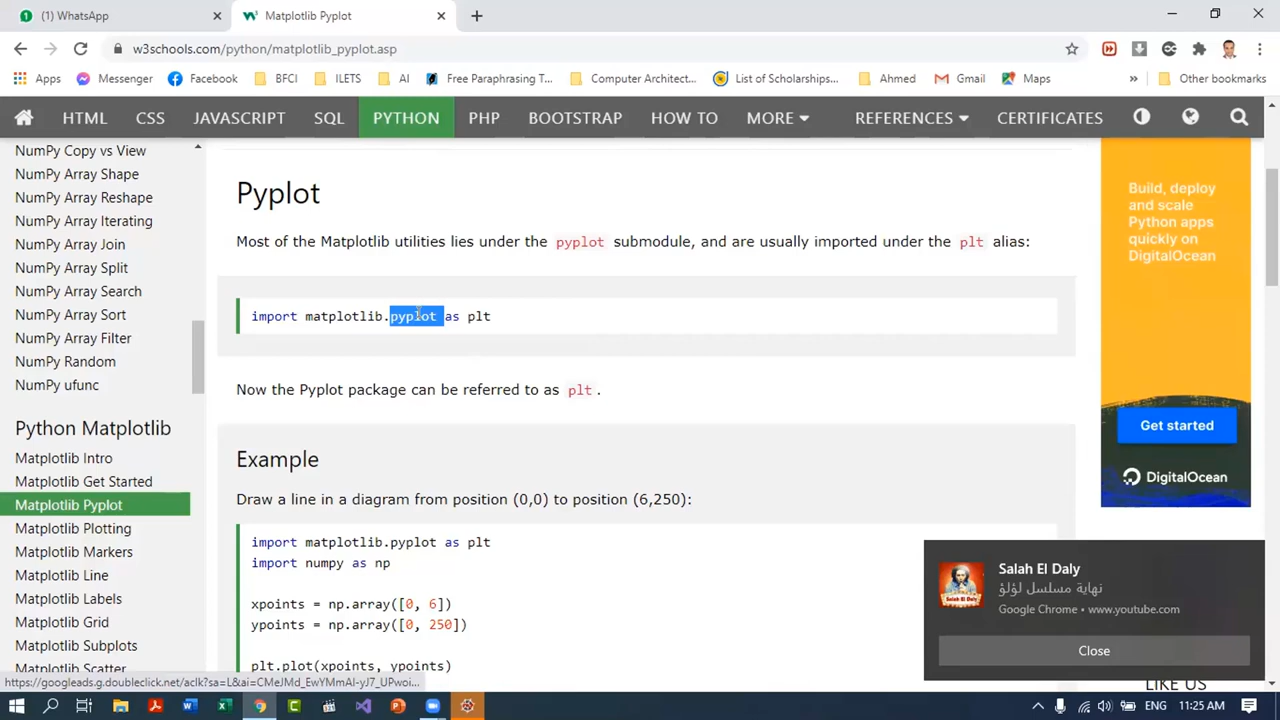 (1) WhatsApp
Matplotlib Pyplot
w3schools.com/python/matplotlib_pyplot.asp
Apps
Messenger
Facebook
BFCI
ILETS
AI
Free Paraphrasing T...
Computer Architect...
List of Scholarships...
Ahmed
Gmail
Maps
»
Other bookmarks
HTML
CSS
JAVASCRIPT
SQL
PYTHON
PHP
BOOTSTRAP
HOW TO
MORE
REFERENCES
CERTIFICATES
NumPy Copy vs View
NumPy Array Shape
NumPy Array Reshape
NumPy Array Iterating
NumPy Array Join
NumPy Array Split
NumPy Array Search
NumPy Array Sort
NumPy Array Filter
NumPy Random
NumPy ufunc
Python Matplotlib
Matplotlib Intro
Matplotlib Get Started
Matplotlib Pyplot
Matplotlib Plotting
Matplotlib Markers
Matplotlib Line
Matplotlib Labels
Matplotlib Grid
Matplotlib Subplots
Matplotlib Scatter
Pyplot
Most of the Matplotlib utilities lies under the pyplot submodule, and are usually imported under the plt alias:
import matplotlib.pyplot as plt
Now the Pyplot package can be referred to as plt.
Example
Draw a line in a diagram from position (0,0) to position (6,250):
import matplotlib.pyplot as plt
import numpy as np
xpoints = np.array([0, 6])
ypoints = np.array([0, 250])
plt.plot(xpoints, ypoints)
Build, deploy
and scale
Python apps
quickly on
DigitalOcean
Get started
DigitalOcean
Salah El Daly
نهاية مسلسل لؤلؤ
Google Chrome • www.youtube.com
Close
LIKE US
https://googleads.g.doubleclick.net/aclk?sa=L&ai=CMeJMd_EwYMmAI-yJ7_UPwoi...
ENG
11:25 AM